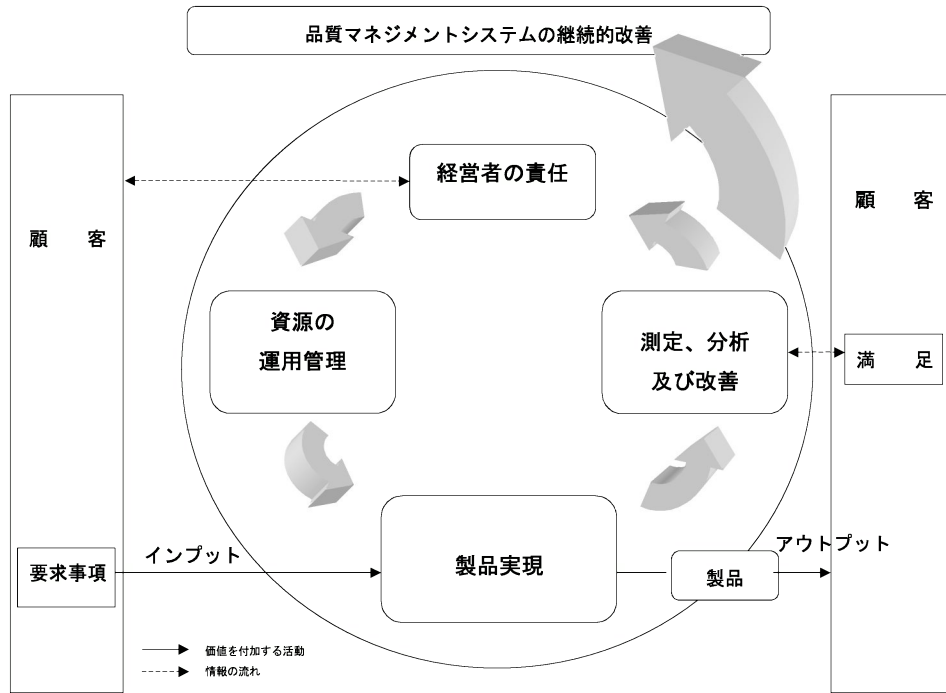 品質マネジメントシステムの継続的改善
経営者の責任
顧 客
顧 客
資源の
運用管理
測定、分析
及び改善
満 足
インプット
アウトプット
要求事項
製品実現
製品
価値を付加する活動
情報の流れ